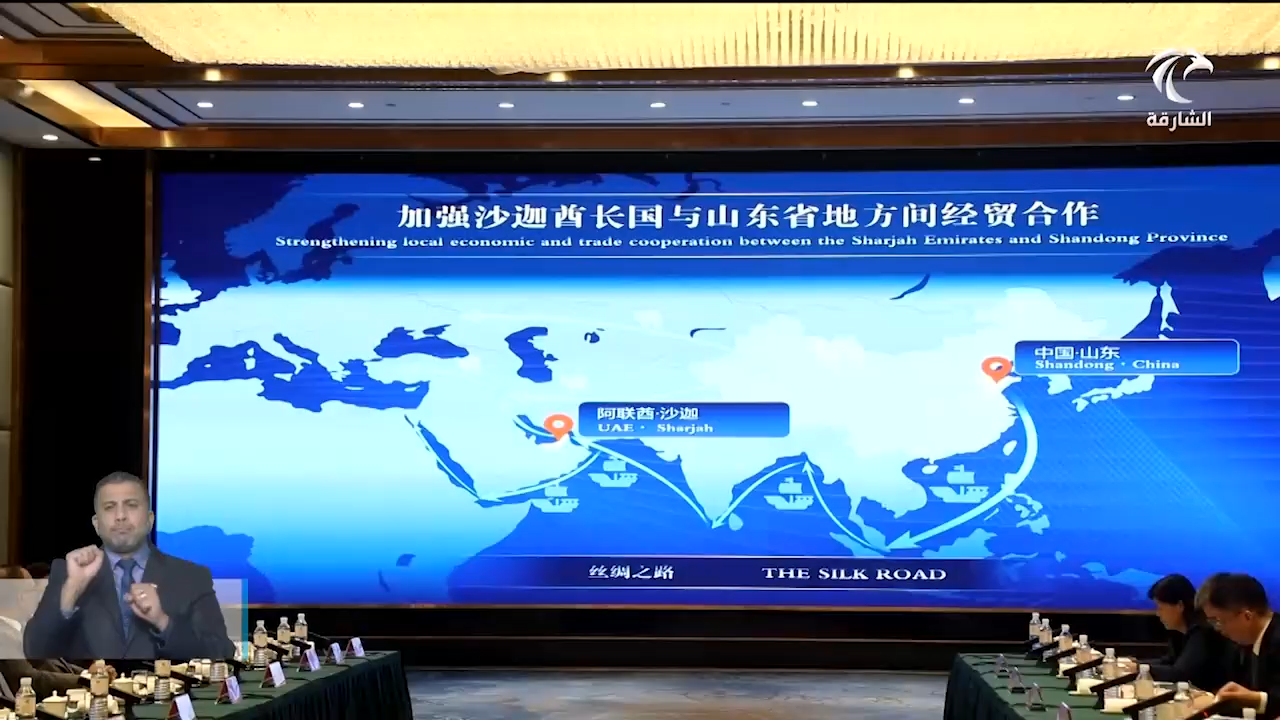 الشارقة
加强沙迦酋长国与山东省地方间经贸合作
Strengthening local economic and trade cooperation between the Sharjah Emirates and Shandong Province
中国·山东
Shandong · China
阿联酋·沙迦
UAE · Sharjah
丝绸之路
THE SILK ROAD